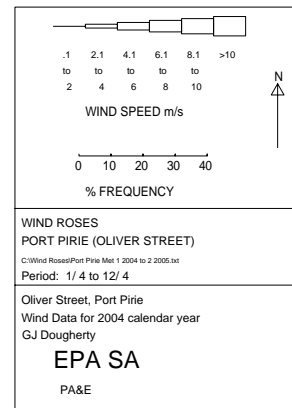 .1 2.1 4.1 6.1 8.1 >10
to to to to to
2 4 6 8 10
N
WIND SPEED m/s
0 10 20 30 40
% FREQUENCY
WIND ROSES
PORT PIRIE (OLIVER STREET)
C:\Wind Roses\Port Pirie Met 1 2004 to 2 2005.txt
Period: 1/ 4 to 12/ 4
Oliver Street, Port Pirie
Wind Data for 2004 calendar year
GJ Dougherty
EPA SA
PA&E